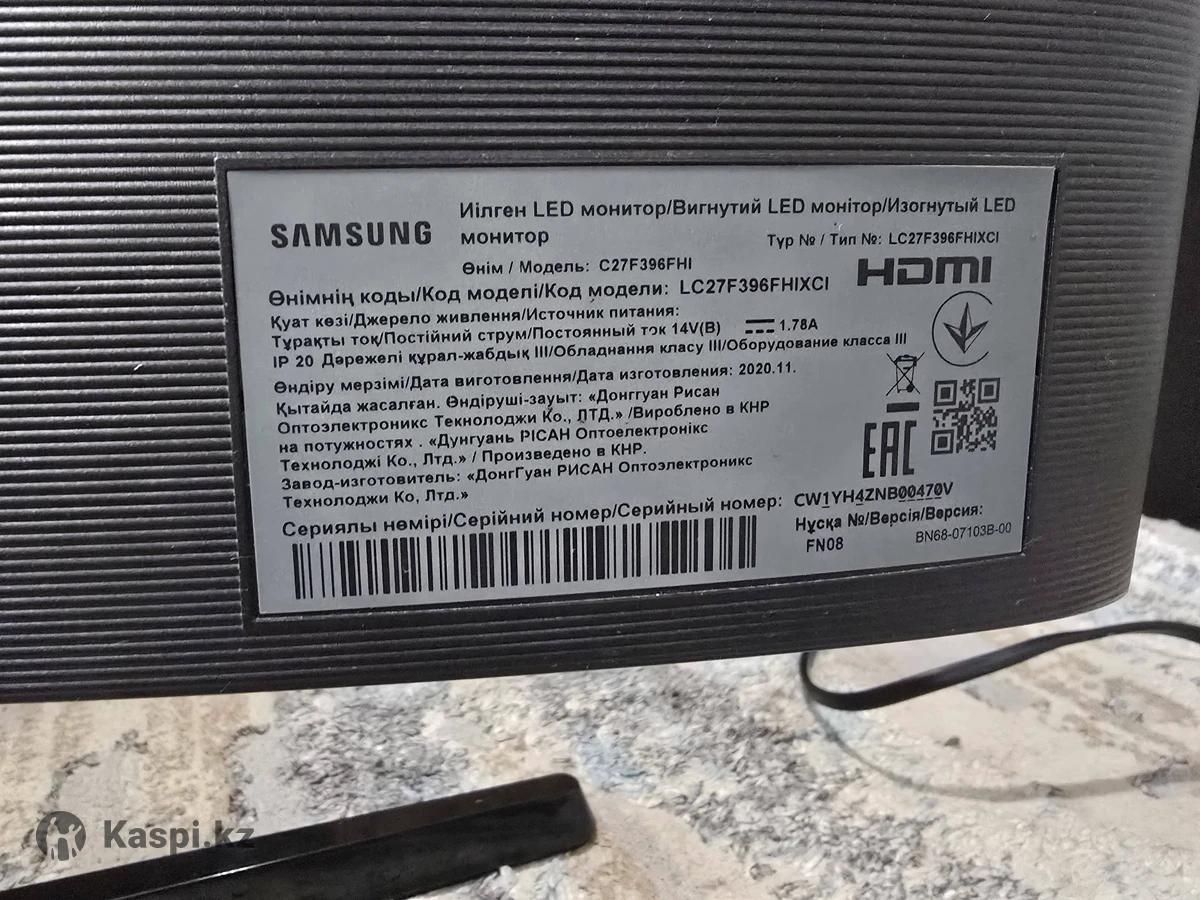 SAMSUNG
Иілген LED монитор/Вигнутий LED монітор/Изогнутый LED
монитор
Түр № / Тип №: LC27F396FHIXCI
Өнім / Модель: C27F396FHI
HDMI
Өнімнің коды/Код моделі/Код модели: LC27F396FHIXCI
Қуат көзі/Джерело живлення/Источник питания:
Тұрақты тоқ/Постійний струм/Постоянный ток 14V(В) 1.78A
IP 20 Дәрежелі құрал-жабдық III/Обладнання класу III/Оборудование класса III
Өндіру мерзімі/Дата виготовлення/Дата изготовления: 2020.11.
Қытайда жасалған. Өндіруші-зауыт: «Донггуан Рисан
Оптоэлектроникс Текнолоджи Ко., ЛТД.» /Вироблено в КНР
на потужностях . «Дунгуань РІСАН Оптоелектронікс
Технолоджі Ко., Лтд.» / Произведено в КНР.
Завод-изготовитель: «ДонгГуан РИСАН Оптоэлектроникс
Технолоджи Ко, Лтд.»
EAC
Сериялы нөмірі/Серійний номер/Серийный номер: CW1YH4ZNB00470V
Нұсқа №/Версія/Версия:
FN08
BN68-07103B-00
Kaspi.kz